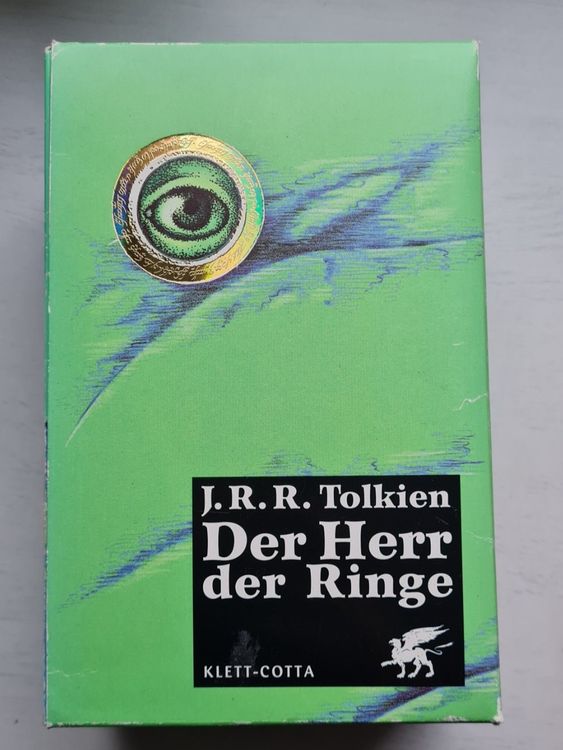 J. R. R. Tolkien
Der Herr
der Ringe
KLETT-COTTA